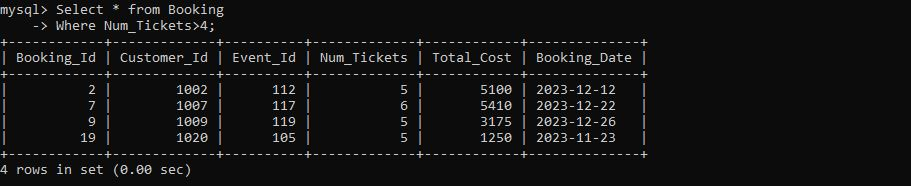 mysql> Select * from Booking
    -> Where Num_Tickets>4;
+------------+-------------+----------+-------------+------------+--------------+
| Booking_Id | Customer_Id | Event_Id | Num_Tickets | Total_Cost | Booking_Date |
+------------+-------------+----------+-------------+------------+--------------+
|          2 |        1002 |      112 |           5 |       5100 | 2023-12-12   |
|          7 |        1007 |      117 |           6 |       5410 | 2023-12-22   |
|          9 |        1009 |      119 |           5 |       3175 | 2023-12-26   |
|         19 |        1020 |      105 |           5 |       1250 | 2023-11-23   |
+------------+-------------+----------+-------------+------------+--------------+
4 rows in set (0.00 sec)